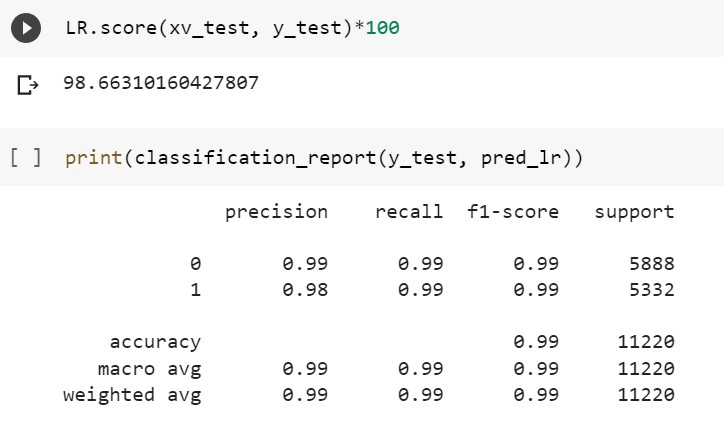 LR.score(xv_test, y_test)*100
98.66310160427807
[ ] print(classification_report(y_test, pred_lr))
precision recall f1-score support
0 0.99 0.99 0.99 5888
1 0.98 0.99 0.99 5332
accuracy 0.99 11220
macro avg 0.99 0.99 0.99 11220
weighted avg 0.99 0.99 0.99 11220